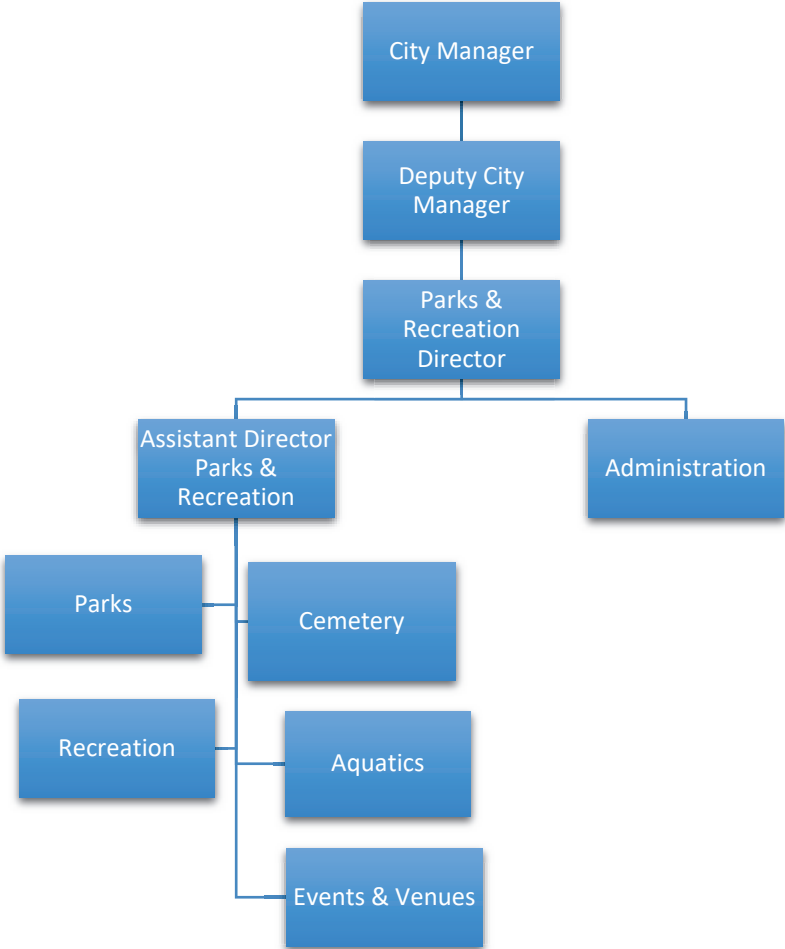 City Manager
Deputy City
Manager
Parks &
Recreation
Director
Assistant Director
Parks &
Recreation
Administration
Parks
Cemetery
Recreation
Aquatics
Events & Venues